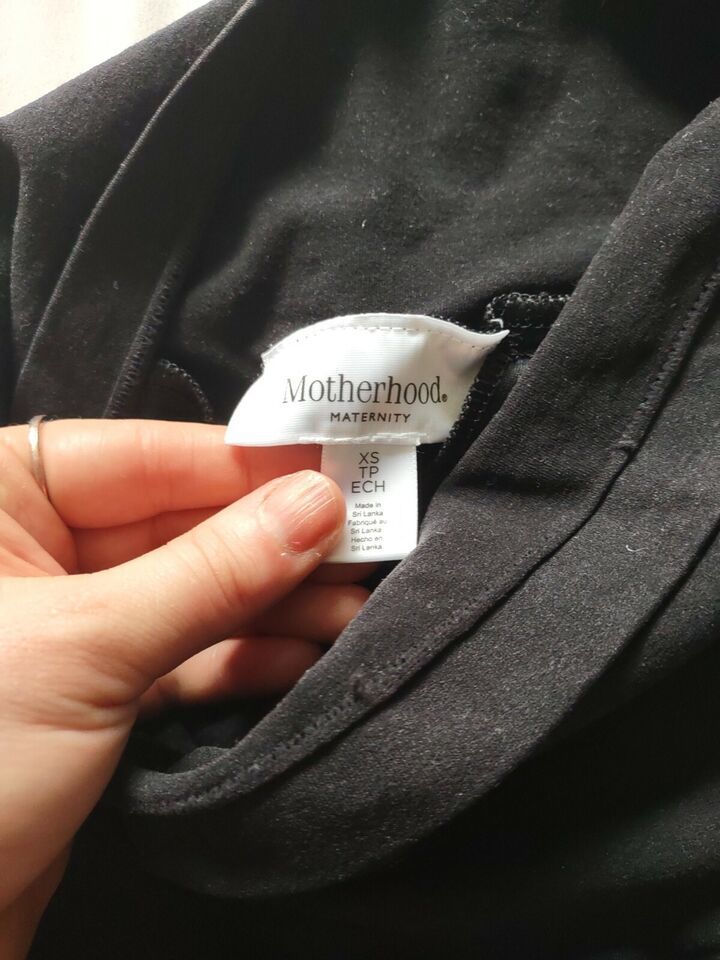 Motherhood®
MATERNITY
XS
TP
ECH
Made in
Sri Lanka
Fabriqué au
Sri Lanka
Hecho en
Sri Lanka